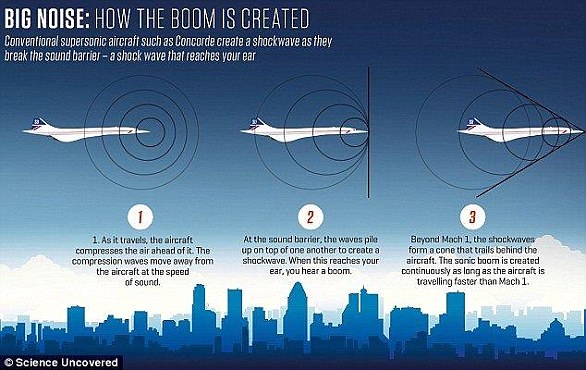 BIG NOISE: HOW THE BOOM IS CREATED
Conventional supersonic aircraft such as Concorde create a shockwave as they
break the sound barrier – a shock wave that reaches your ear
1
2
3
1. As it travels, the aircraft
compresses the air ahead of it. The
compression waves move away from
the aircraft at the speed
of sound.
At the sound barrier, the waves pile
up on top of one another to create a
shockwave. When this reaches your
ear, you hear a boom.
Beyond Mach 1, the shockwaves
form a cone that trails behind the
aircraft. The sonic boom is created
continuously as long as the aircraft is
travelling faster than Mach 1.
© Science Uncovered